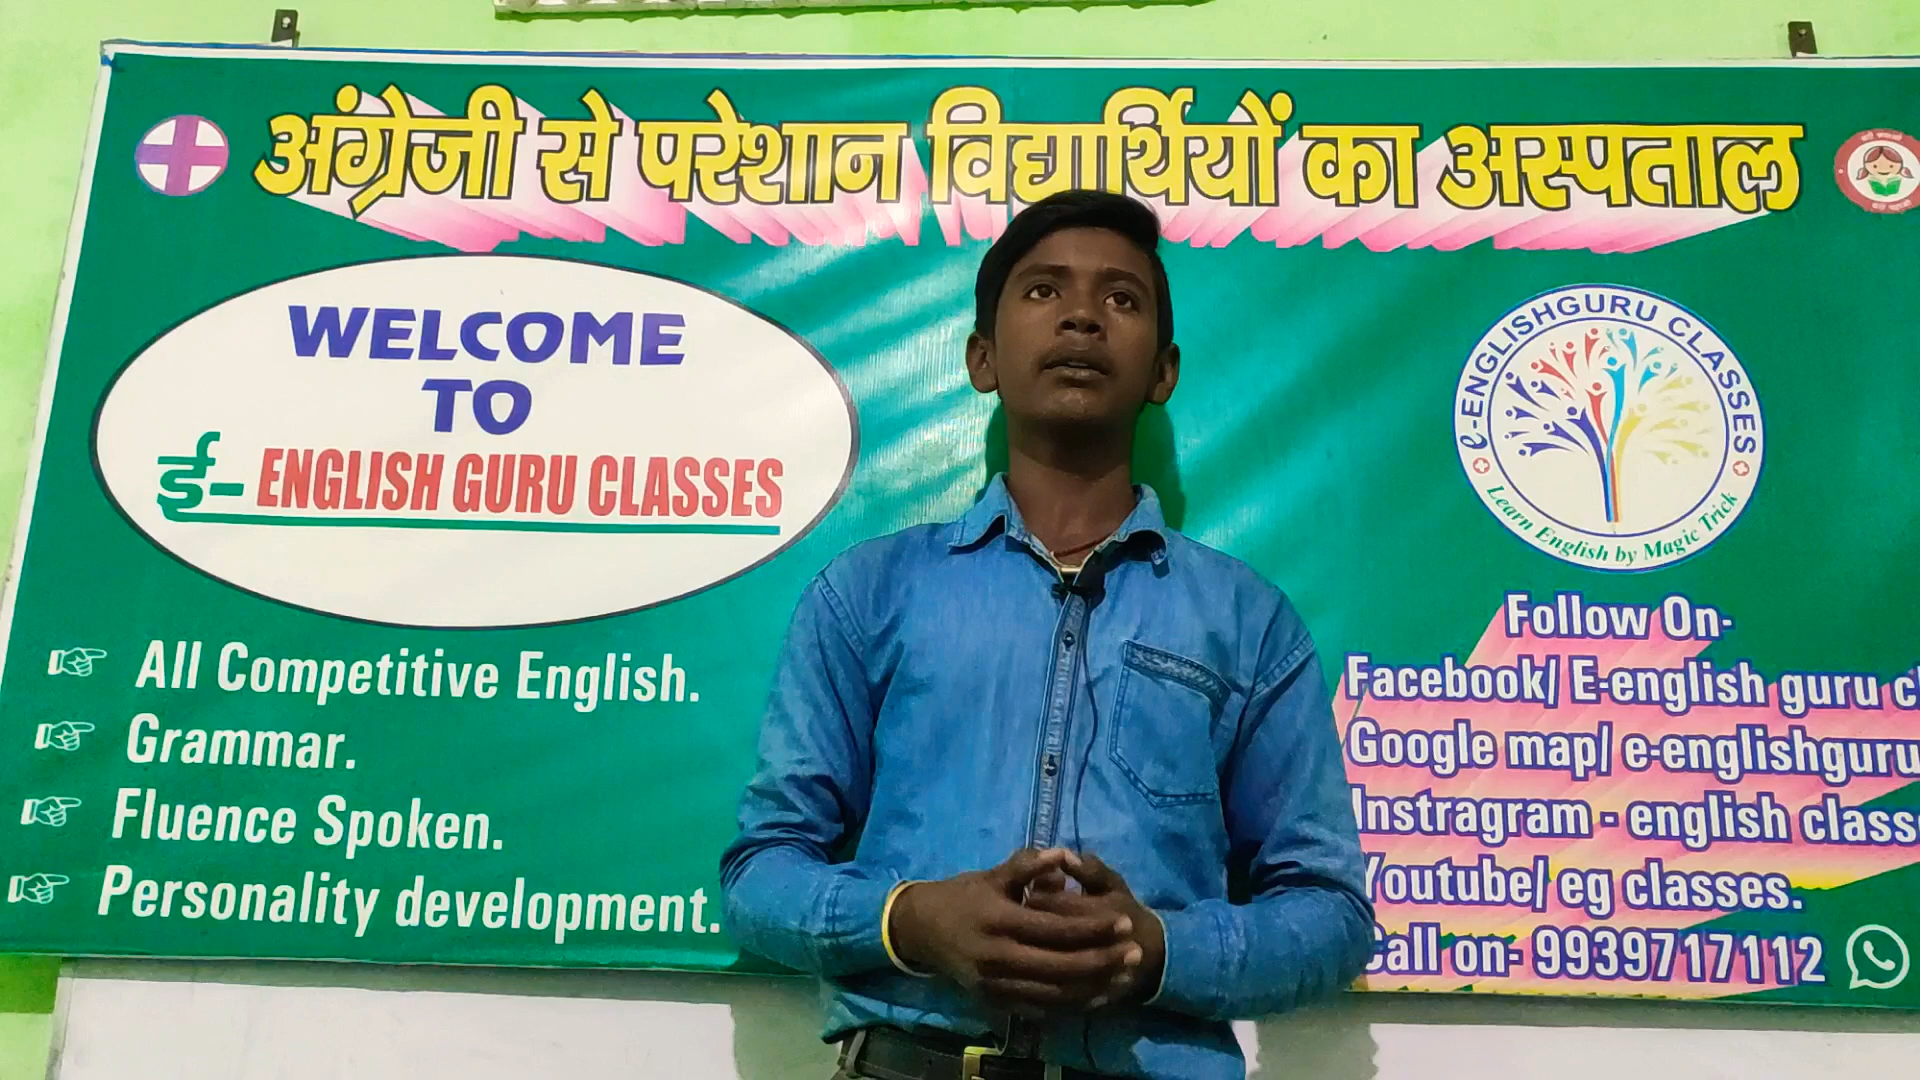 अंग्रेजी से परेशान विद्यार्थियों का अस्पताल
WELCOME
TO
ई- ENGLISH GURU CLASSES
All Competitive English.
Grammar.
Fluence Spoken.
Personality development.
e-ENGLISHGURU CLASSES
Learn English by Magic Trick
Follow On-
Facebook/ E-english guru c
Google map/ e-englishguru
Instragram - english class
Youtube/ eg classes.
Call on- 9939717112